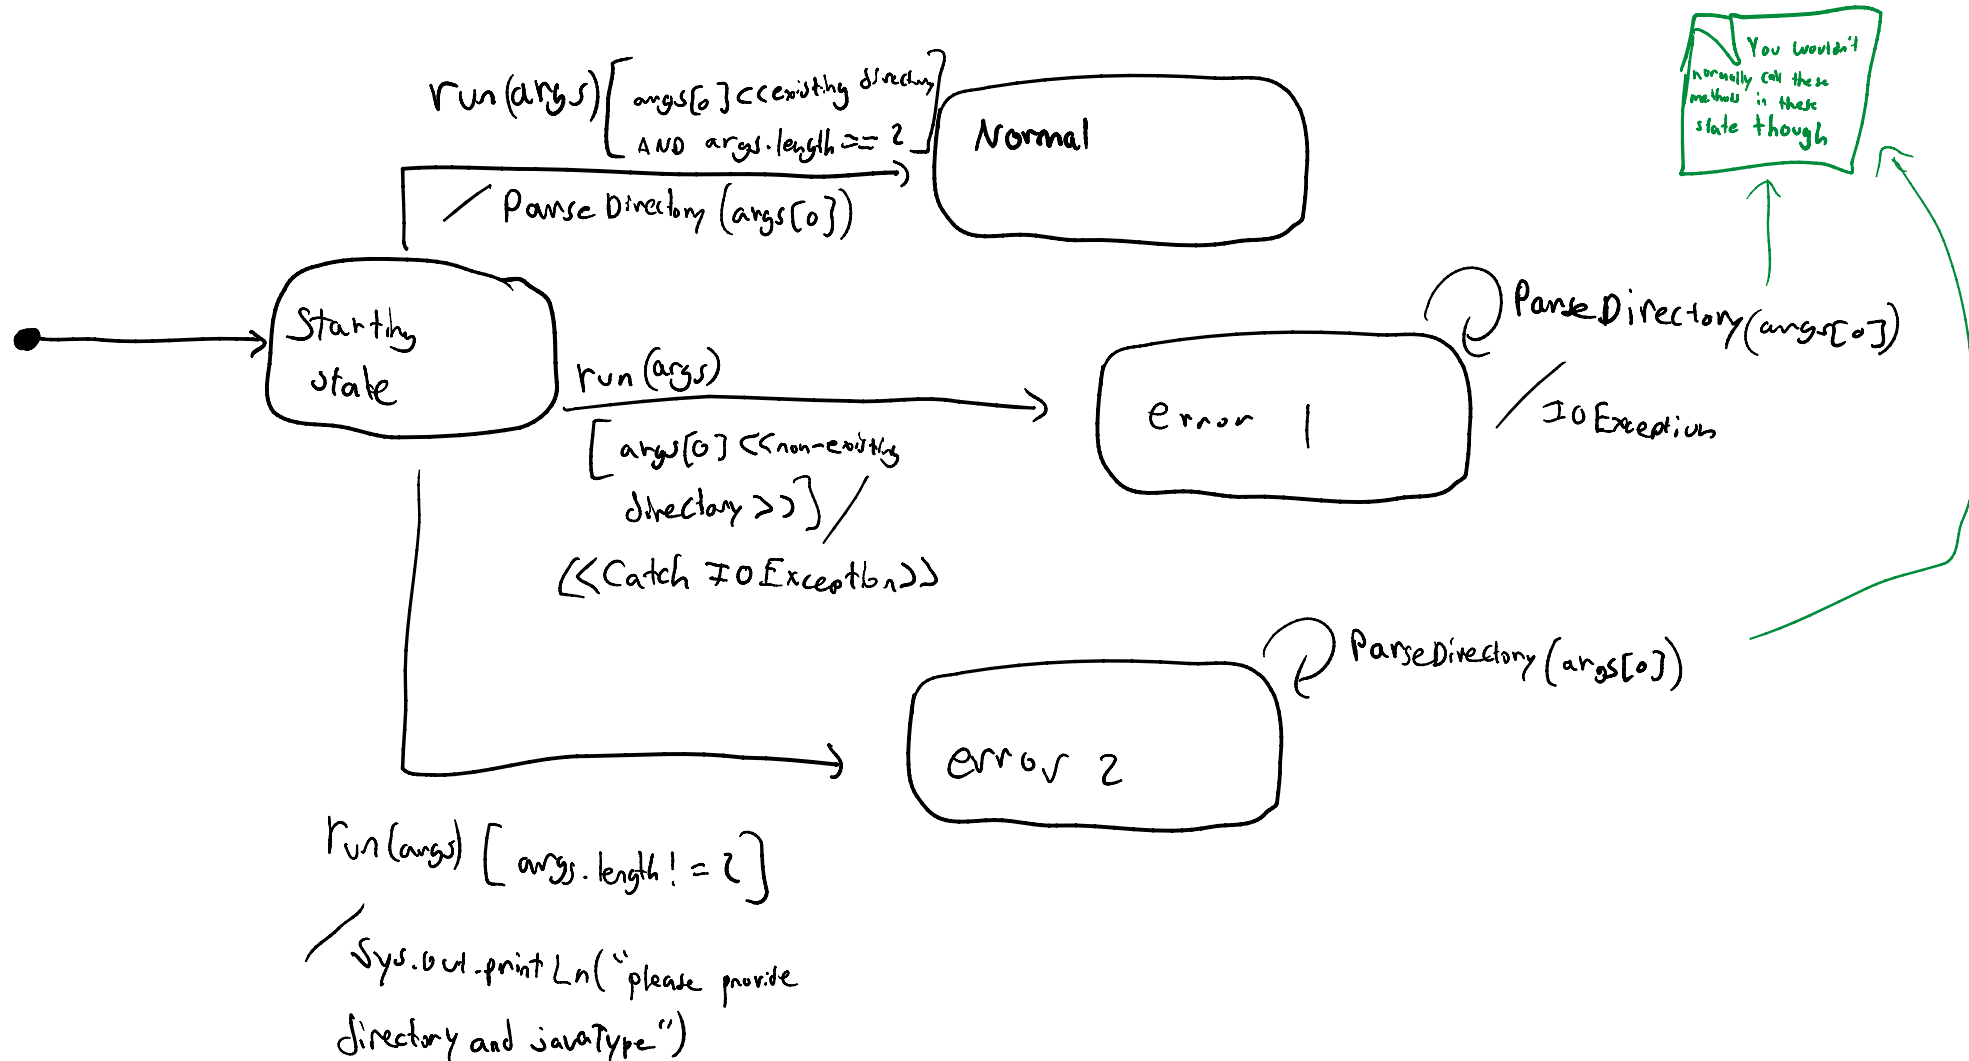 run(args) [args[0] <<existing directory
AND args.length == 2]
/ ParseDirectory (args[0])
Normal
You wouldn't
normally call these
methods in these
state though
Starting
state
run(args)
[args[0] <<non-existing
directory>>] /
(<<Catch IOException>>
error 1
ParseDirectory(args[0])
/ IOException
error 2
ParseDirectory(args[0])
run(args) [args.length != 2]
/ Sys.out.printLn("please provide
directory and javaType")